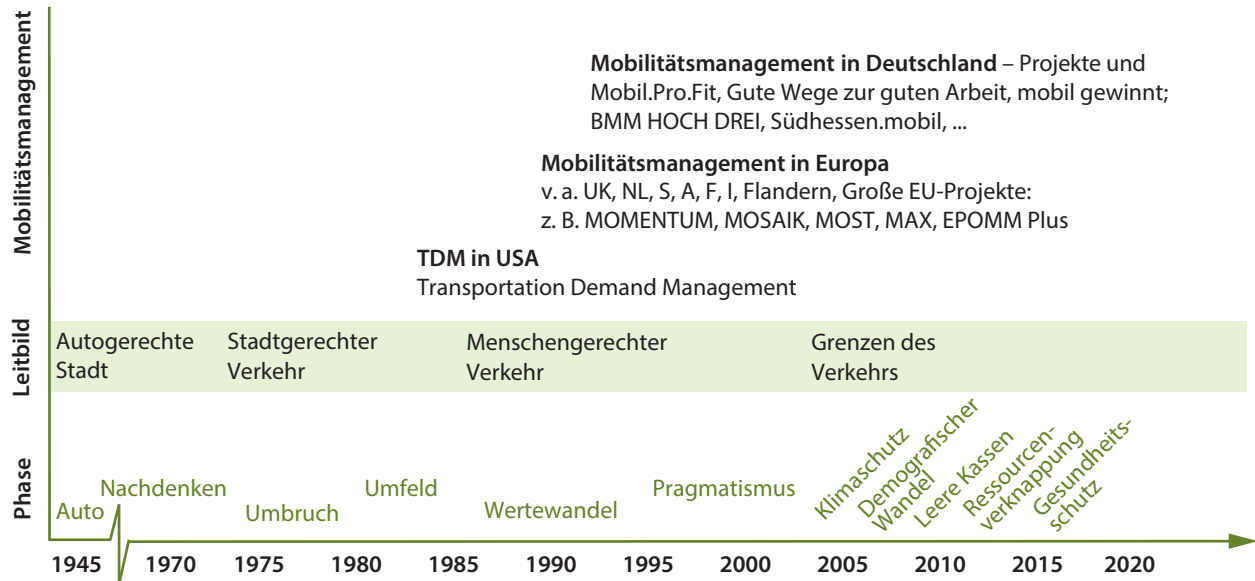 Mobilitätsmanagement
Mobilitätsmanagement in Deutschland – Projekte und
Mobil.Pro.Fit, Gute Wege zur guten Arbeit, mobil gewinnt;
BMM HOCH DREI, Südhessen.mobil, ...
Mobilitätsmanagement in Europa
v. a. UK, NL, S, A, F, I, Flandern, Große EU-Projekte:
z. B. MOMENTUM, MOSAIK, MOST, MAX, EPOMM Plus
TDM in USA
Transportation Demand Management
Leitbild
Autogerechte
Stadt
Stadtgerechter
Verkehr
Menschengerechter
Verkehr
Grenzen des
Verkehrs
Phase
Auto
Nachdenken
Umbruch
Umfeld
Wertewandel
Pragmatismus
Klimaschutz
Demografischer
Wandel
Leere Kassen
Ressourcen-
verknappung
Gesundheits-
schutz
1945 1970 1975 1980 1985 1990 1995 2000 2005 2010 2015 2020